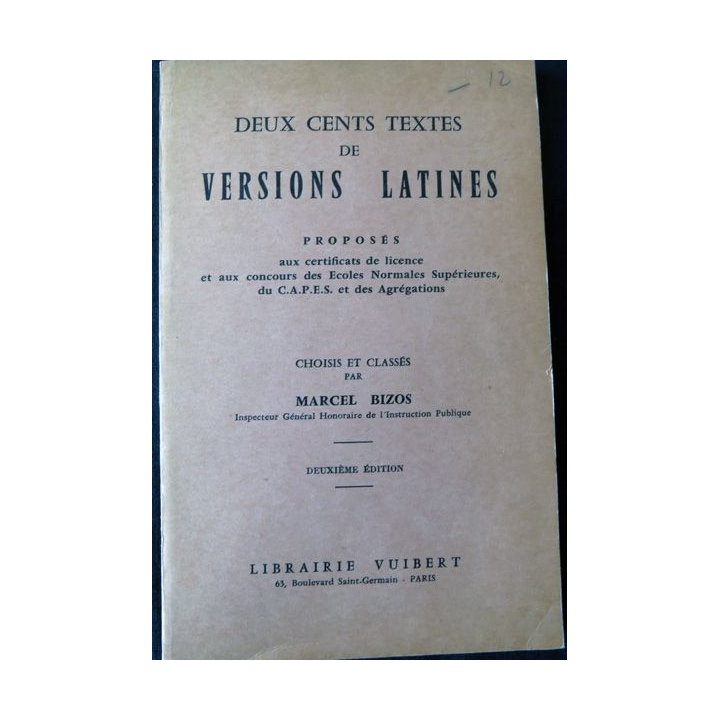 — 12
DEUX CENTS TEXTES
DE
VERSIONS LATINES
PROPOSÉS
aux certificats de licence
et aux concours des Ecoles Normales Supérieures,
du C.A.P.E.S. et des Agrégations
CHOISIS ET CLASSÉS
PAR
MARCEL BIZOS
Inspecteur Général Honoraire de l'Instruction Publique
DEUXIÈME ÉDITION
LIBRAIRIE VUIBERT
63, Boulevard Saint-Germain - PARIS